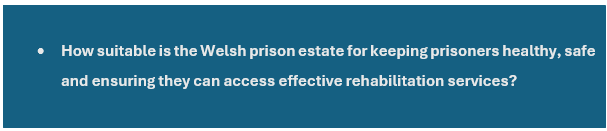 • How suitable is the Welsh prison estate for keeping prisoners healthy, safe
and ensuring they can access effective rehabilitation services?